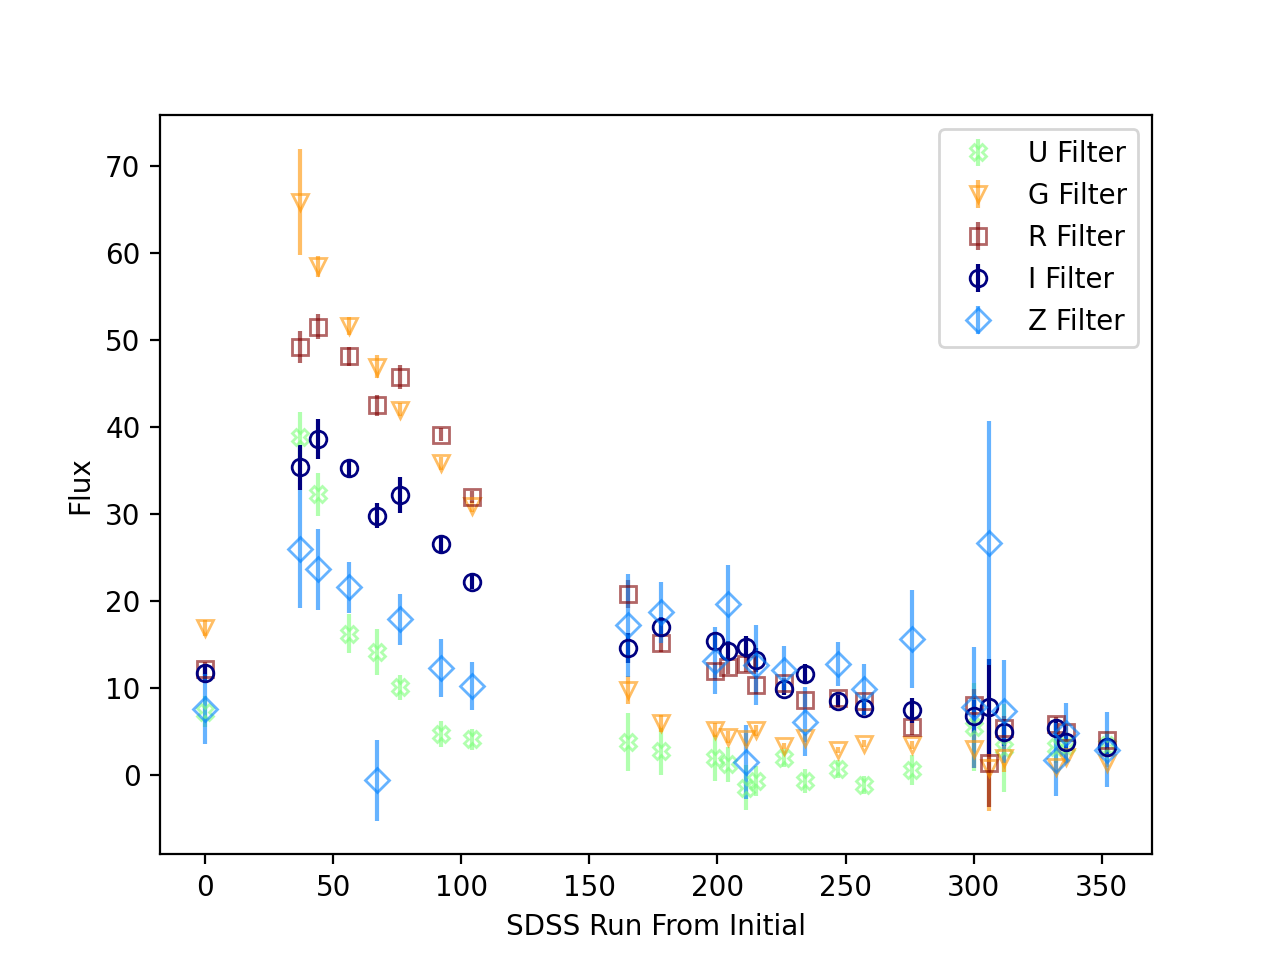 70
60
50
40
30
20
10
0
Flux
U Filter
G Filter
R Filter
I Filter
Z Filter
0 50 100 150 200 250 300 350
SDSS Run From Initial